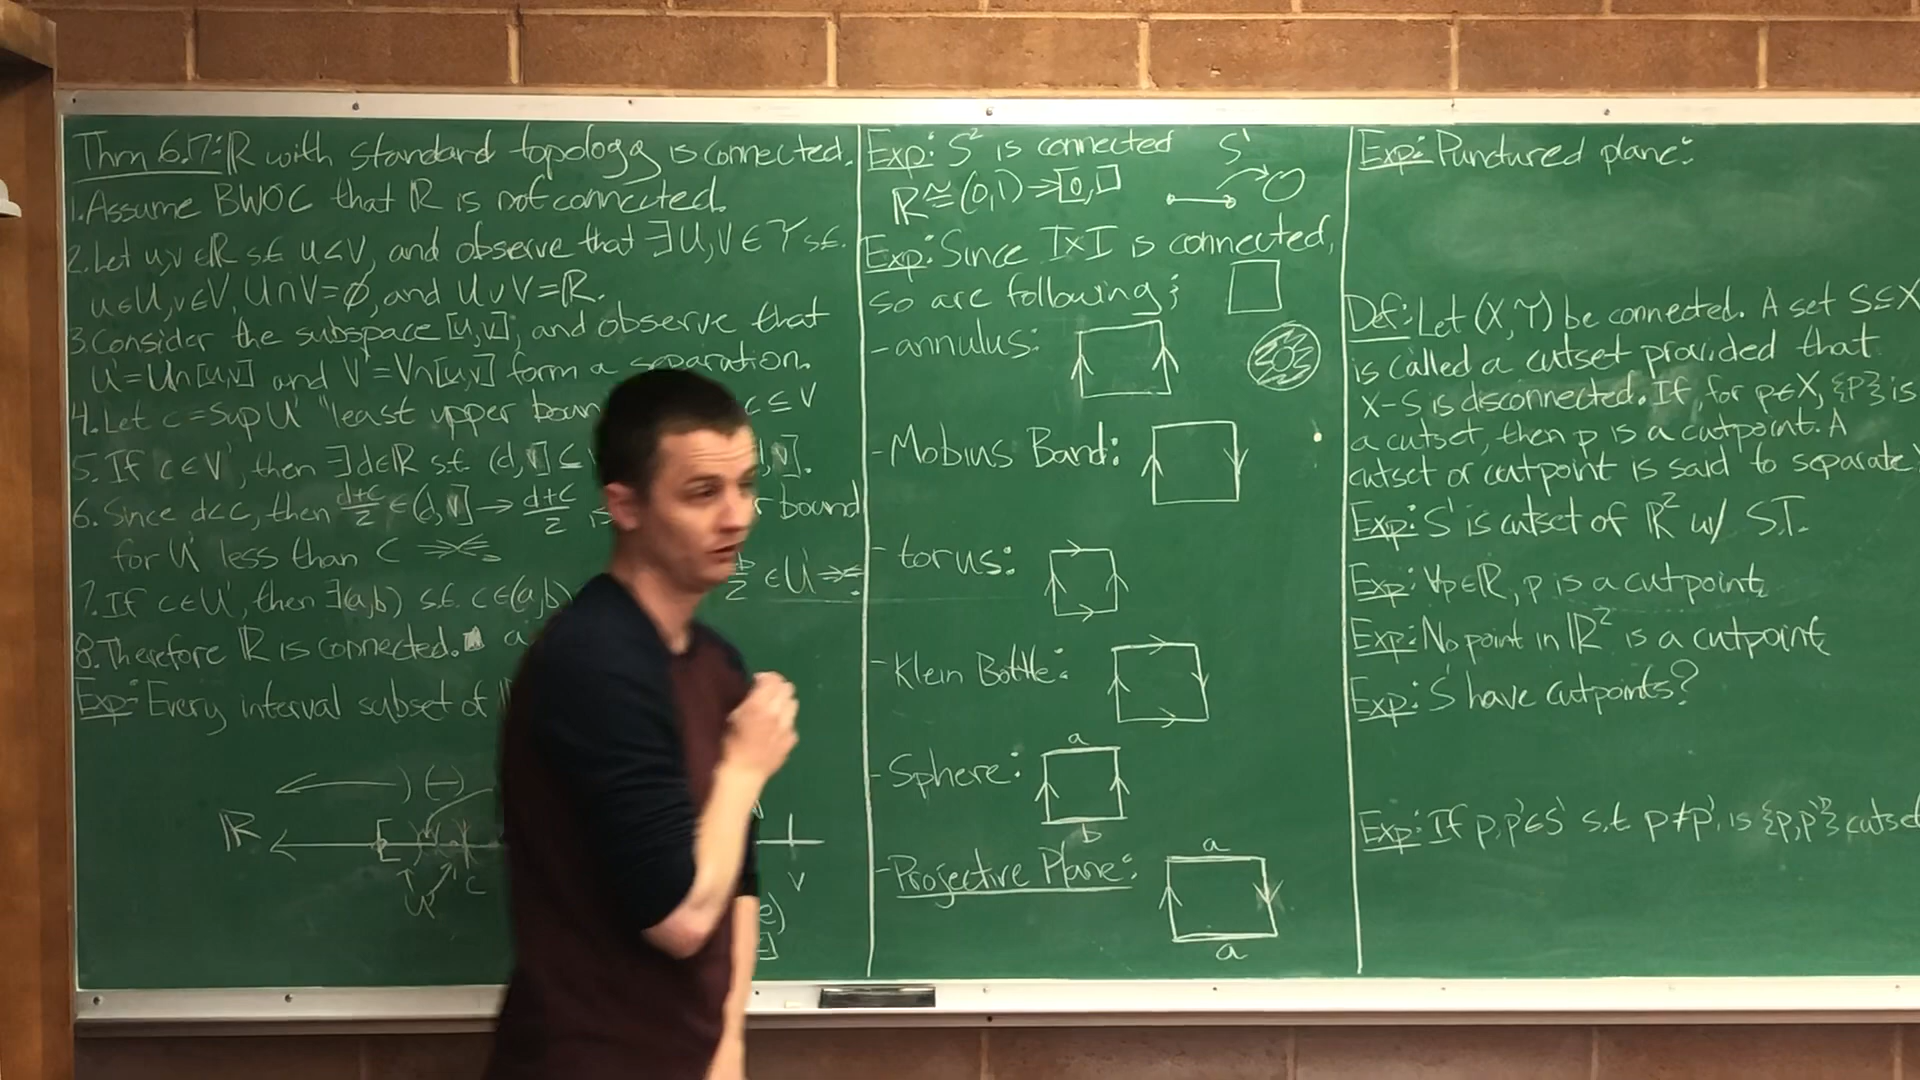 Thm 6.7: ℝ with standard topology is connected.
1. Assume BWOC that ℝ is not connected.
2. Let u,v ∈ ℝ s.t. u<v, and observe that ∃ U,V ∈ 𝒯 s.t.
u∈U, v∈V, U∩V=∅, and U∪V=ℝ.
3. Consider the subspace [u,v], and observe that
U'=U∩[u,v] and V'=V∩[u,v] form a separation.
4. Let c = sup U' "least upper c ≤ v
5. If c∈V', then ∃d∈ℝ s.t. (d, ] ⊆ ,v].
6. Since d<c, then d+c/2 ∈ (d, ] → d+c/2 bound
for U' less than c
7. If c∈U', then ∃(a,b) s.t. c∈(a,b) /2 ∈ U'
8. Therefore ℝ is connected. ■
Exp: Every interval subset of
) (—)
ℝ [
c v
U'
Exp: S² is connected S¹
ℝ ≅ (0,1) ⇒ [0,
Exp: Since I×I is connected,
so are following;
- annulus:
- Mobius Band:
- torus:
- Klein Bottle:
a
- Sphere:
b
a
- Projective Plane:
a
Exp: Punctured plane:
Def: Let (X,𝒯) be connected. A set S⊆X
is called a cutset provided that
X-S is disconnected. If, for p∈X, {p} is
a cutset, then p is a cutpoint. A
cutset or cutpoint is said to separate
Exp: S¹ is cutset of ℝ² w/ S.T.
Exp: ∀p∈ℝ, p is a cutpoint
Exp: No point in ℝ² is a cutpoint
Exp: S¹ have cutpoints?
Exp: If p,p'∈S¹ s.t p≠p', is {p,p'} cutset